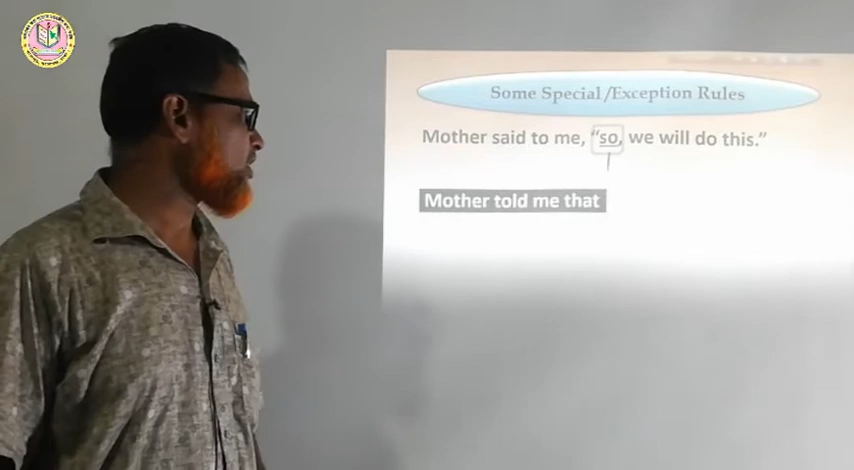 Some Special/Exception Rules
Mother said to me, “so, we will do this.”
Mother told me that